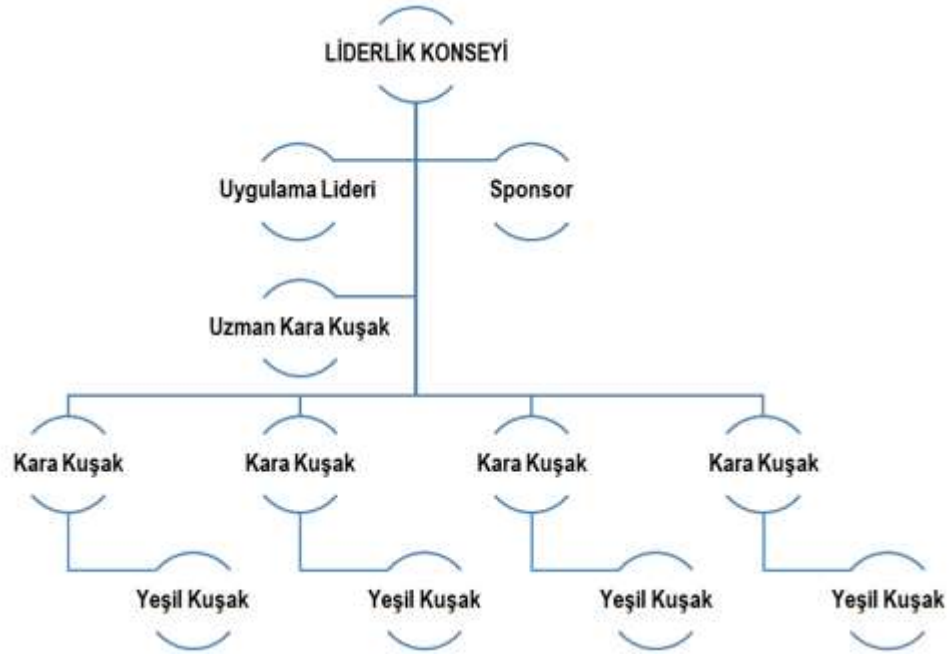 LİDERLİK KONSEYİ
Uygulama Lideri
Sponsor
Uzman Kara Kuşak
Kara Kuşak
Kara Kuşak
Kara Kuşak
Kara Kuşak
Yeşil Kuşak
Yeşil Kuşak
Yeşil Kuşak
Yeşil Kuşak